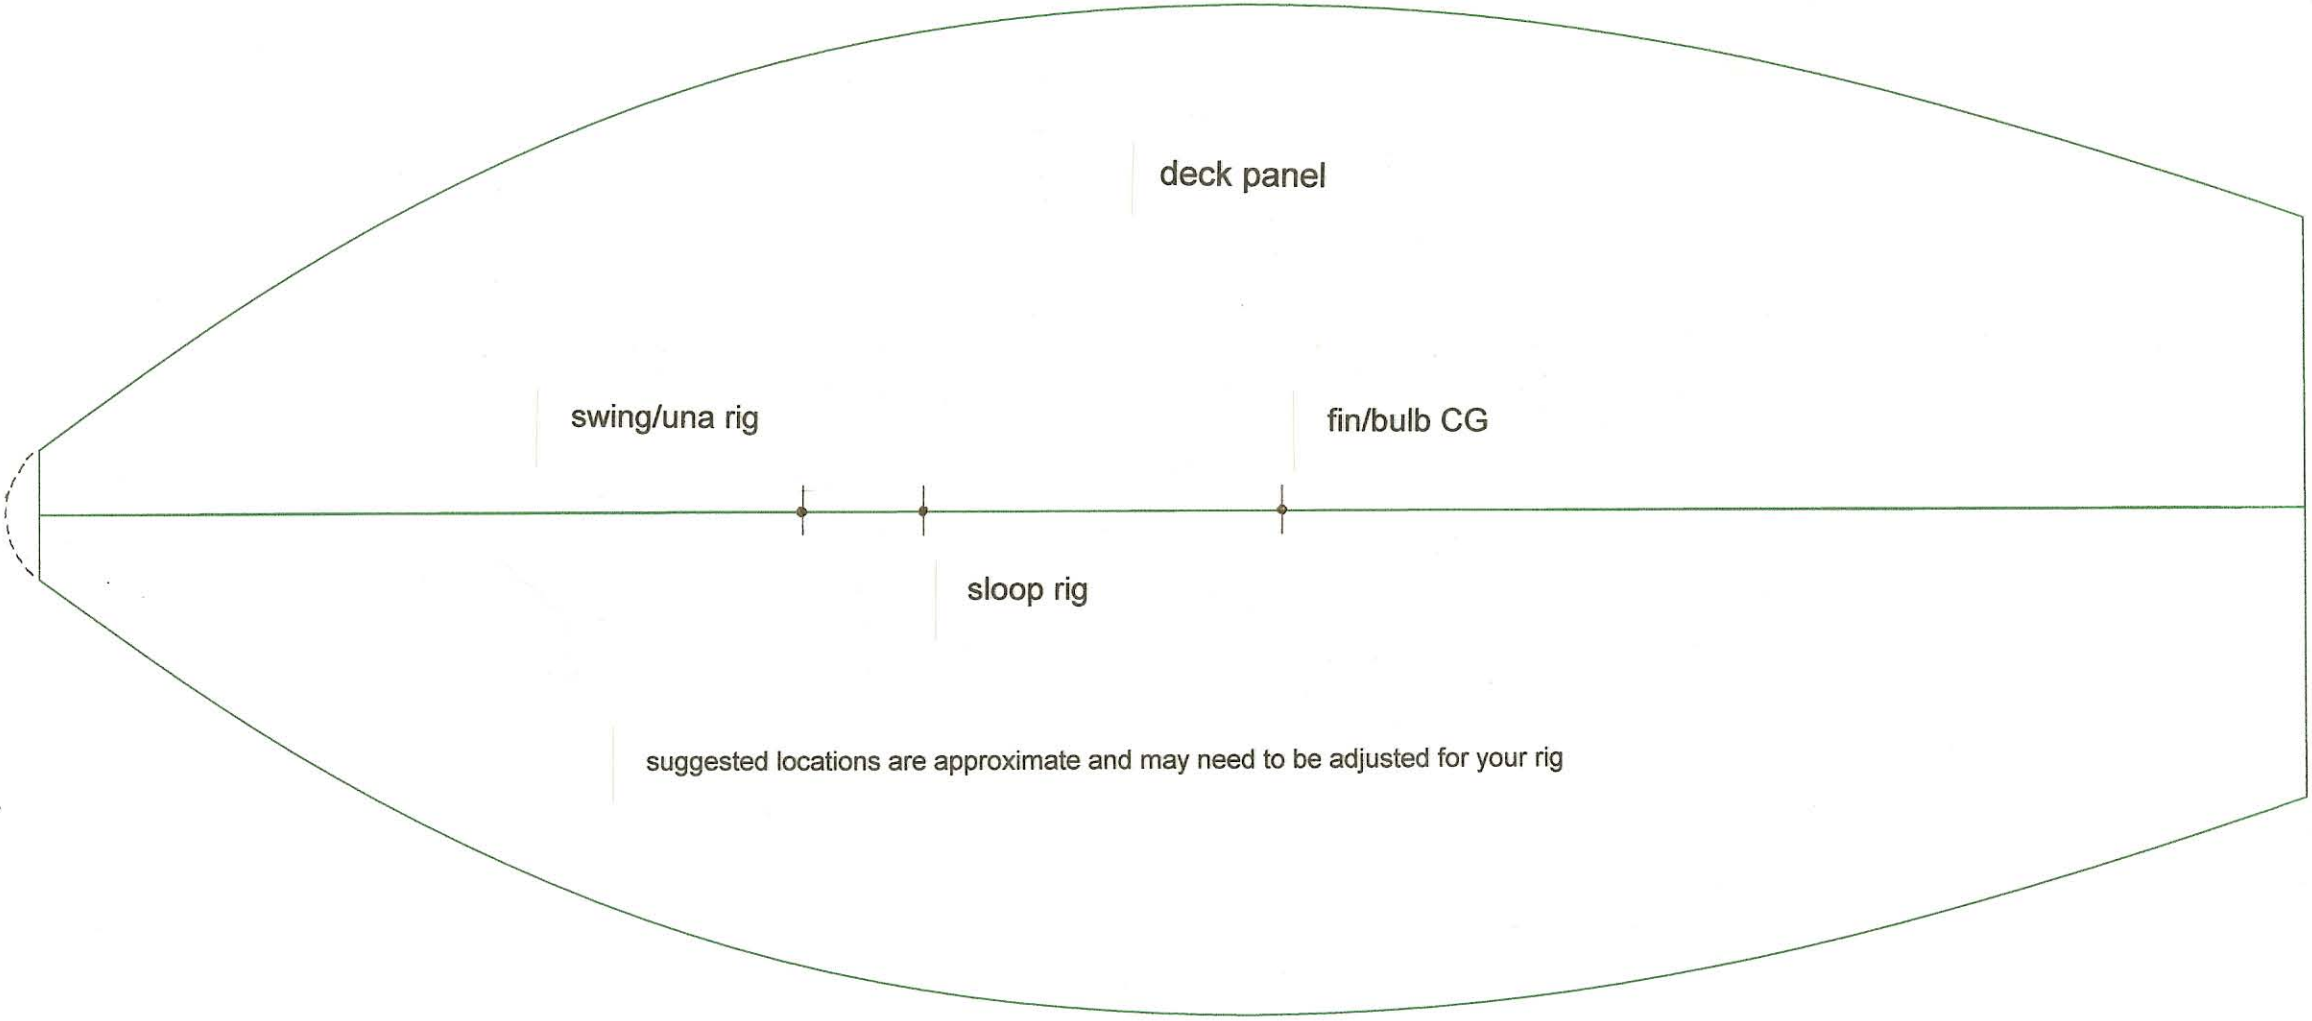 deck panel
swing/una rig
fin/bulb CG
sloop rig
suggested locations are approximate and may need to be adjusted for your rig